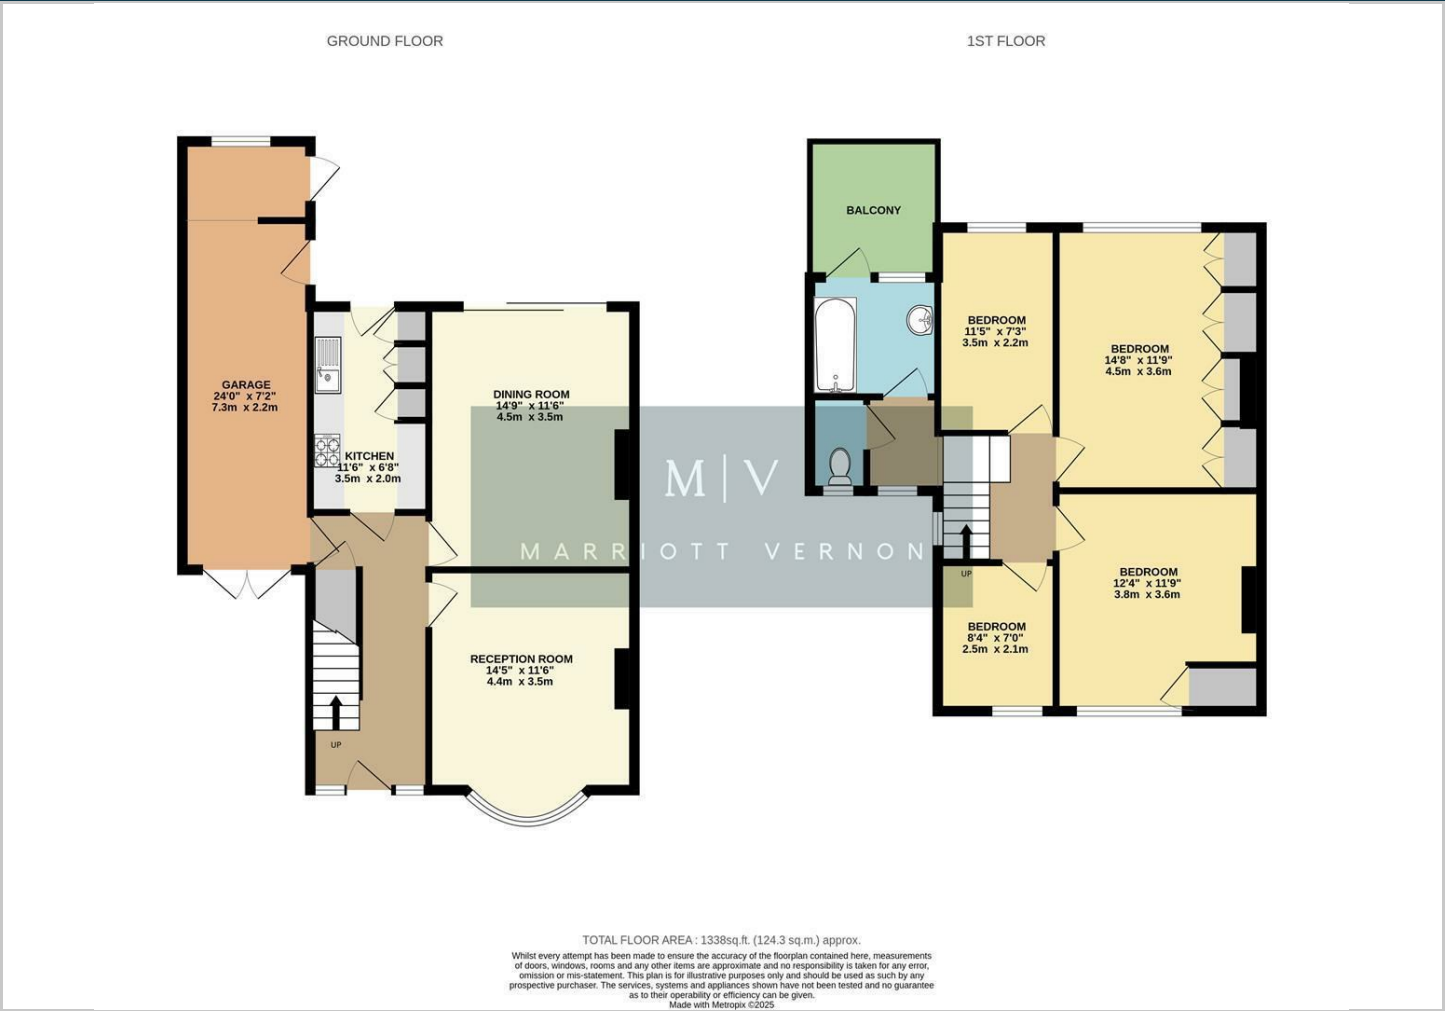 GROUND FLOOR
1ST FLOOR
BALCONY
BEDROOM
11'5" x 7'3"
3.5m x 2.2m
BEDROOM
14'8" x 11'9"
4.5m x 3.6m
GARAGE
24'0" x 7'2"
7.3m x 2.2m
DINING ROOM
14'9" x 11'6"
4.5m x 3.5m
KITCHEN
11'6" x 6'8"
3.5m x 2.0m
M|V
MARRIOTT VERNON
UP
BEDROOM
12'4" x 11'9"
3.8m x 3.6m
BEDROOM
8'4" x 7'0"
2.5m x 2.1m
RECEPTION ROOM
14'5" x 11'6"
4.4m x 3.5m
UP
TOTAL FLOOR AREA : 1338sq.ft. (124.3 sq.m.) approx.
Whilst every attempt has been made to ensure the accuracy of the floorplan contained here, measurements
of doors, windows, rooms and any other items are approximate and no responsibility is taken for any error,
omission or mis-statement. This plan is for illustrative purposes only and should be used as such by any
prospective purchaser. The services, systems and appliances shown have not been tested and no guarantee
as to their operability or efficiency can be given.
Made with Metropix ©2025